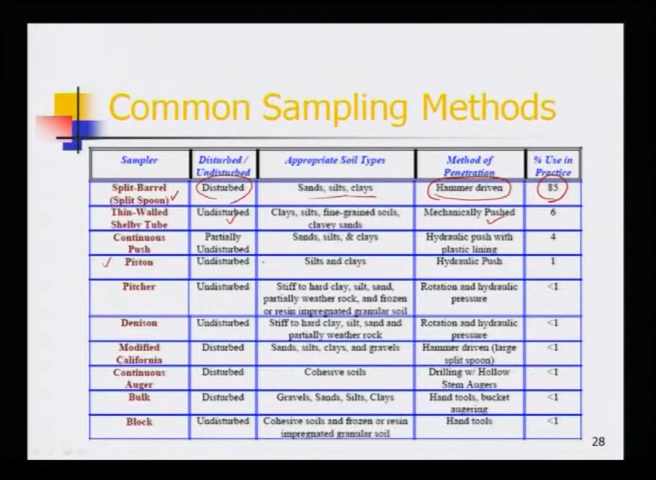 Common Sampling Methods
Sampler Disturbed / Undisturbed Appropriate Soil Types Method of Penetration % Use in Practice
Split-Barrel (Split Spoon) Disturbed Sands, silts, clays Hammer driven 85
Thin-Walled Shelby Tube Undisturbed Clays, silts, fine-grained soils, clayey sands Mechanically Pushed 6
Continuous Push Partially Undisturbed Sands, silts, & clays Hydraulic push with plastic lining 4
Piston Undisturbed Silts and clays Hydraulic Push 1
Pitcher Undisturbed Stiff to hard clay, silt, sand, partially weather rock, and frozen or resin impregnated granular soil Rotation and hydraulic pressure <1
Denison Undisturbed Stiff to hard clay, silt, sand and partially weather rock Rotation and hydraulic pressure <1
Modified California Disturbed Sands, silts, clays, and gravels Hammer driven (large split spoon) <1
Continuous Auger Disturbed Cohesive soils Drilling w/ Hollow Stem Augers <1
Bulk Disturbed Gravels, Sands, Silts, Clays Hand tools, bucket augering <1
Block Undisturbed Cohesive soils and frozen or resin impregnated granular soil Hand tools <1
28